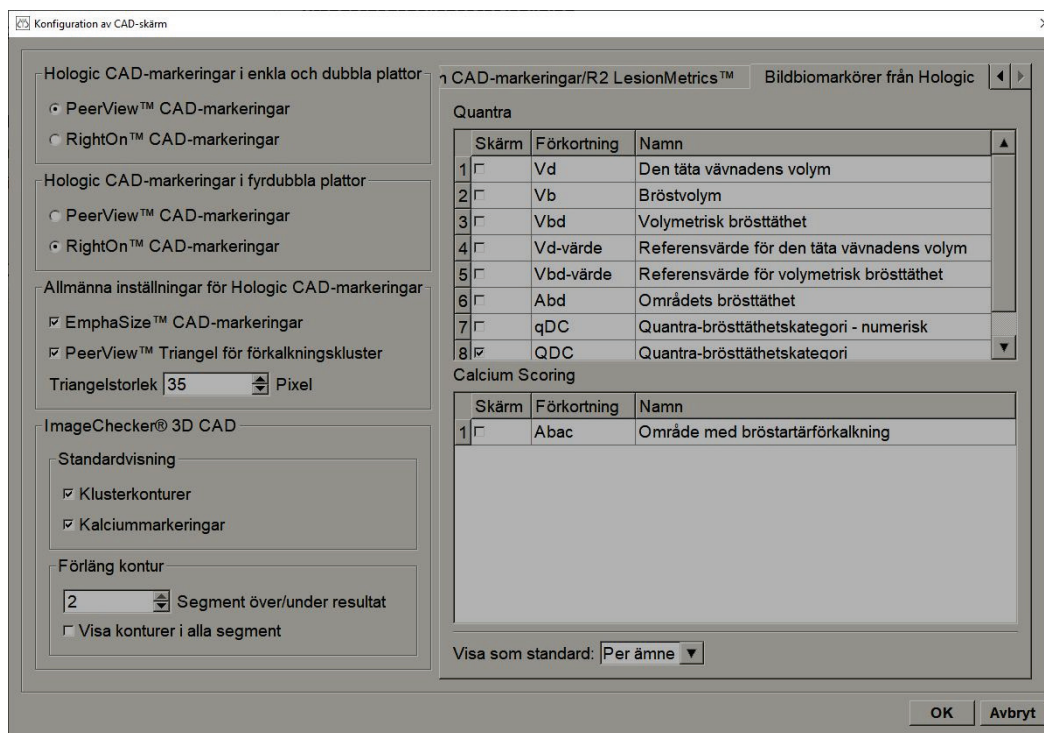 Konfiguration av CAD-skärm
Hologic CAD-markeringar i enkla och dubbla plattor
PeerView™ CAD-markeringar
RightOn™ CAD-markeringar
Hologic CAD-markeringar i fyrdubbla plattor
PeerView™ CAD-markeringar
RightOn™ CAD-markeringar
Allmänna inställningar för Hologic CAD-markeringar
EmphaSize™ CAD-markeringar
PeerView™ Triangel för förkalkningskluster
Triangelstorlek 35 Pixel
ImageChecker® 3D CAD
Standardvisning
Klusterkonturer
Kalciummarkeringar
Förläng kontur
2 Segment över/under resultat
Visa konturer i alla segment
n CAD-markeringar/R2 LesionMetrics™ Bildbiomarkörer från Hologic
Quantra
Skärm Förkortning Namn
1 Vd Den täta vävnadens volym
2 Vb Bröstvolym
3 Vbd Volymetrisk brösttäthet
4 Vd-värde Referensvärde för den täta vävnadens volym
5 Vbd-värde Referensvärde för volymetrisk brösttäthet
6 Abd Områdets brösttäthet
7 qDC Quantra-brösttäthetskategori - numerisk
8 QDC Quantra-brösttäthetskategori
Calcium Scoring
Skärm Förkortning Namn
1 Abac Område med bröstartärförkalkning
Visa som standard: Per ämne
OK Avbryt